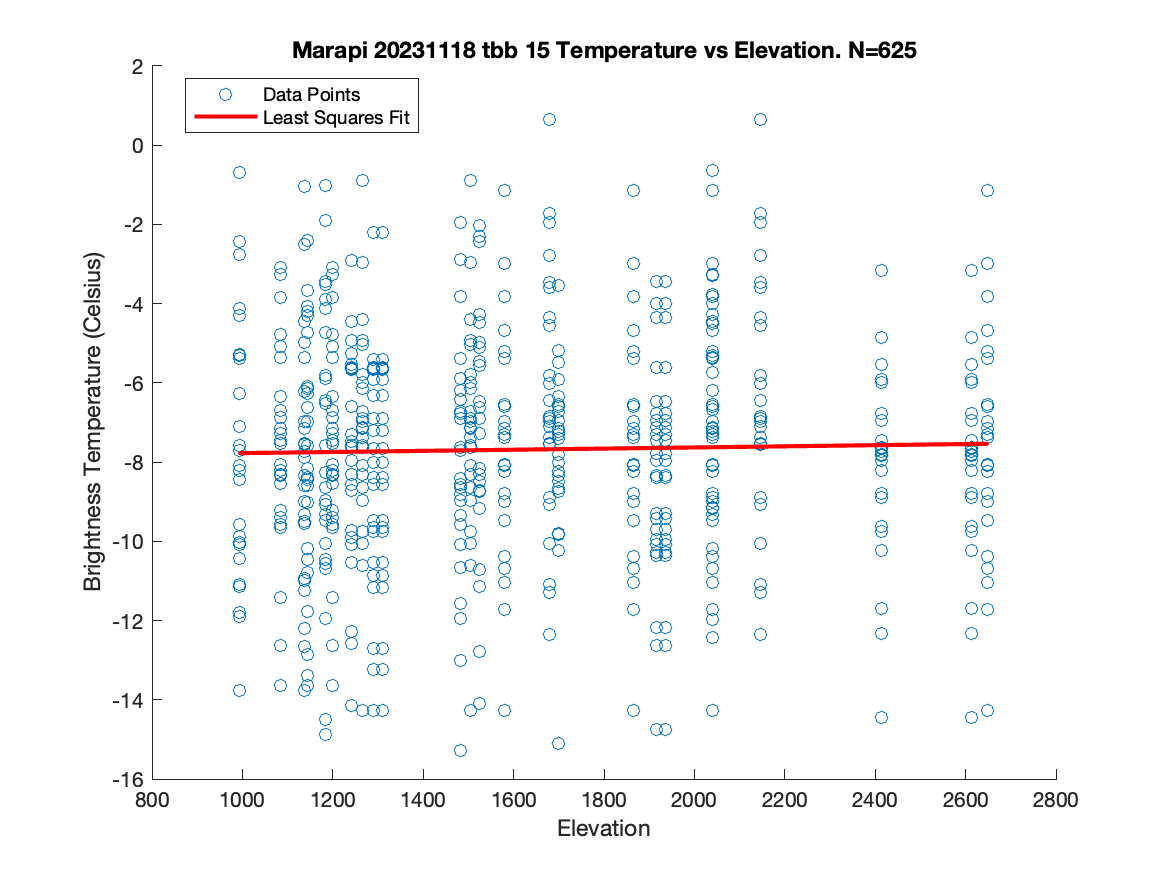 Marapi 20231118 tbb 15 Temperature vs Elevation. N=625
Data Points
Least Squares Fit
2
0
-2
-4
-6
-8
-10
-12
-14
-16
Brightness Temperature (Celsius)
800 1000 1200 1400 1600 1800 2000 2200 2400 2600 2800
Elevation